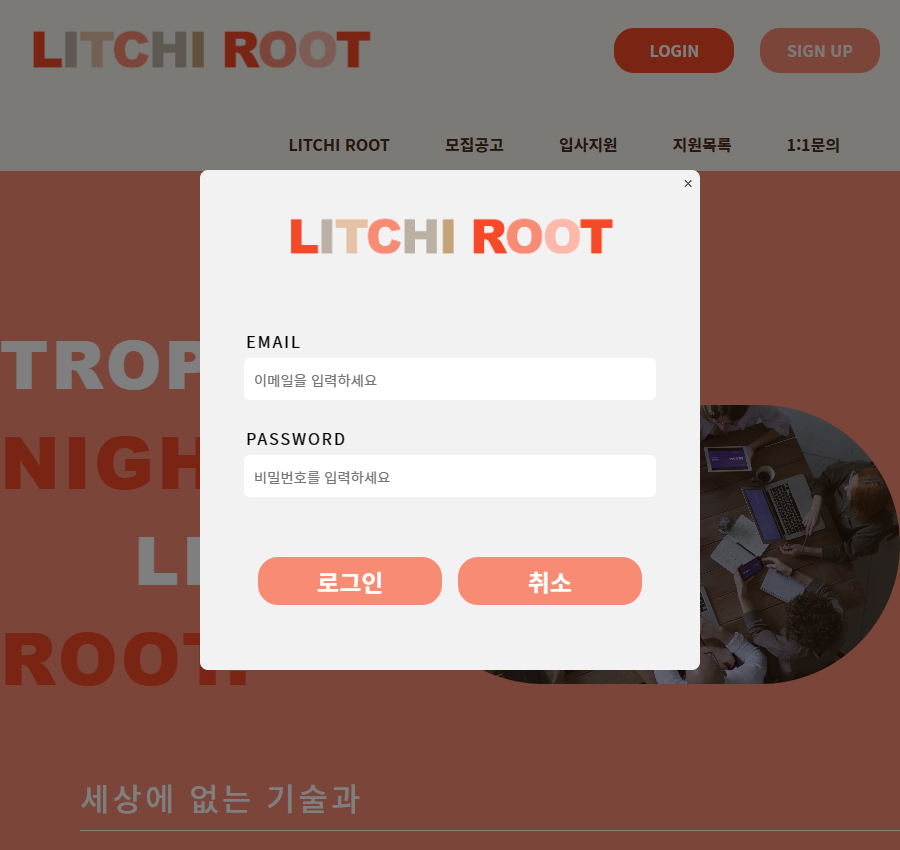 LITCHI ROOT
LOGIN
SIGN UP
LITCHI ROOT
모집공고
입사지원
지원목록
1:1문의
×
LITCHI ROOT
EMAIL
이메일을 입력하세요
PASSWORD
비밀번호를 입력하세요
로그인
취소
TROP
NIGH
LI
ROOT
세상에 없는 기술과